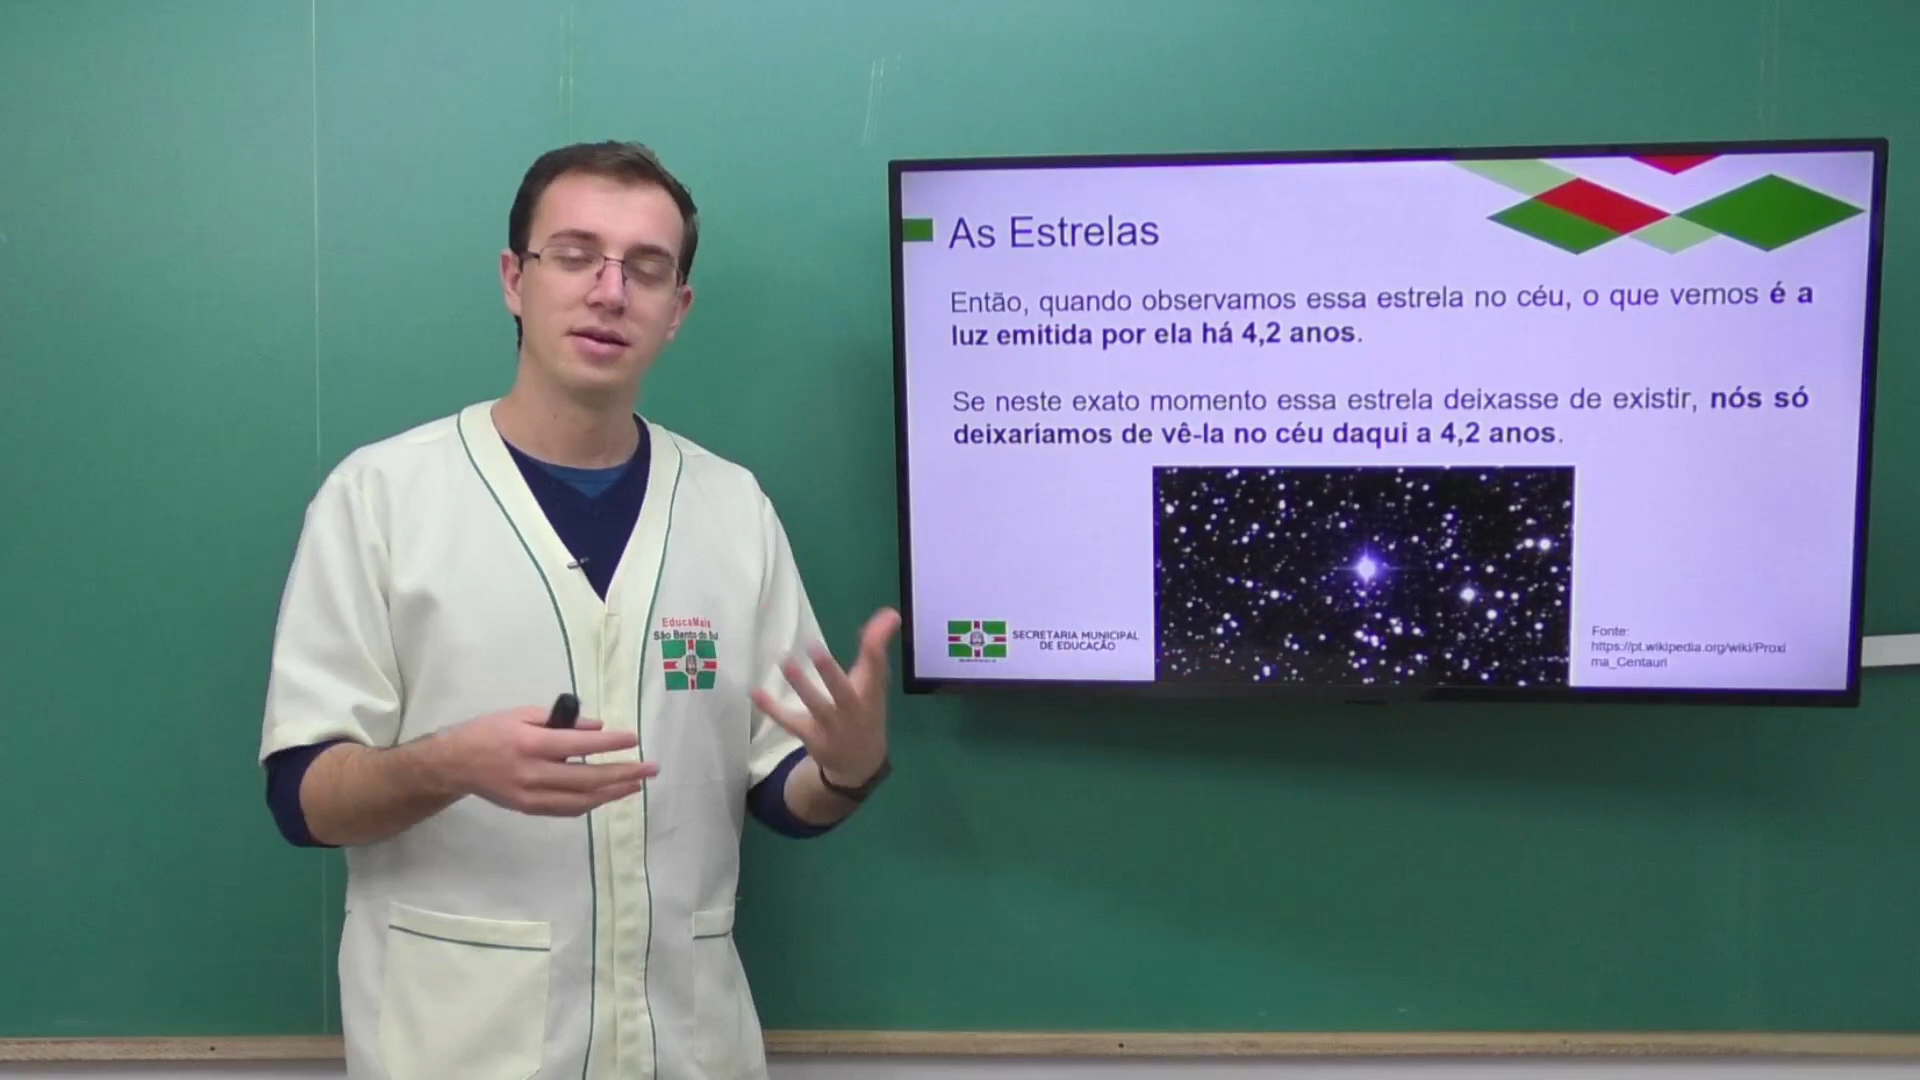 As Estrelas
Então, quando observamos essa estrela no céu, o que vemos é a
luz emitida por ela há 4,2 anos.
Se neste exato momento essa estrela deixasse de existir, nós só
deixaríamos de vê-la no céu daqui a 4,2 anos.
SECRETARIA MUNICIPAL
DE EDUCAÇÃO
Fonte:
https://pt.wikipedia.org/wiki/Proxi
ma_Centauri
EducaMais
São Bento do Sul